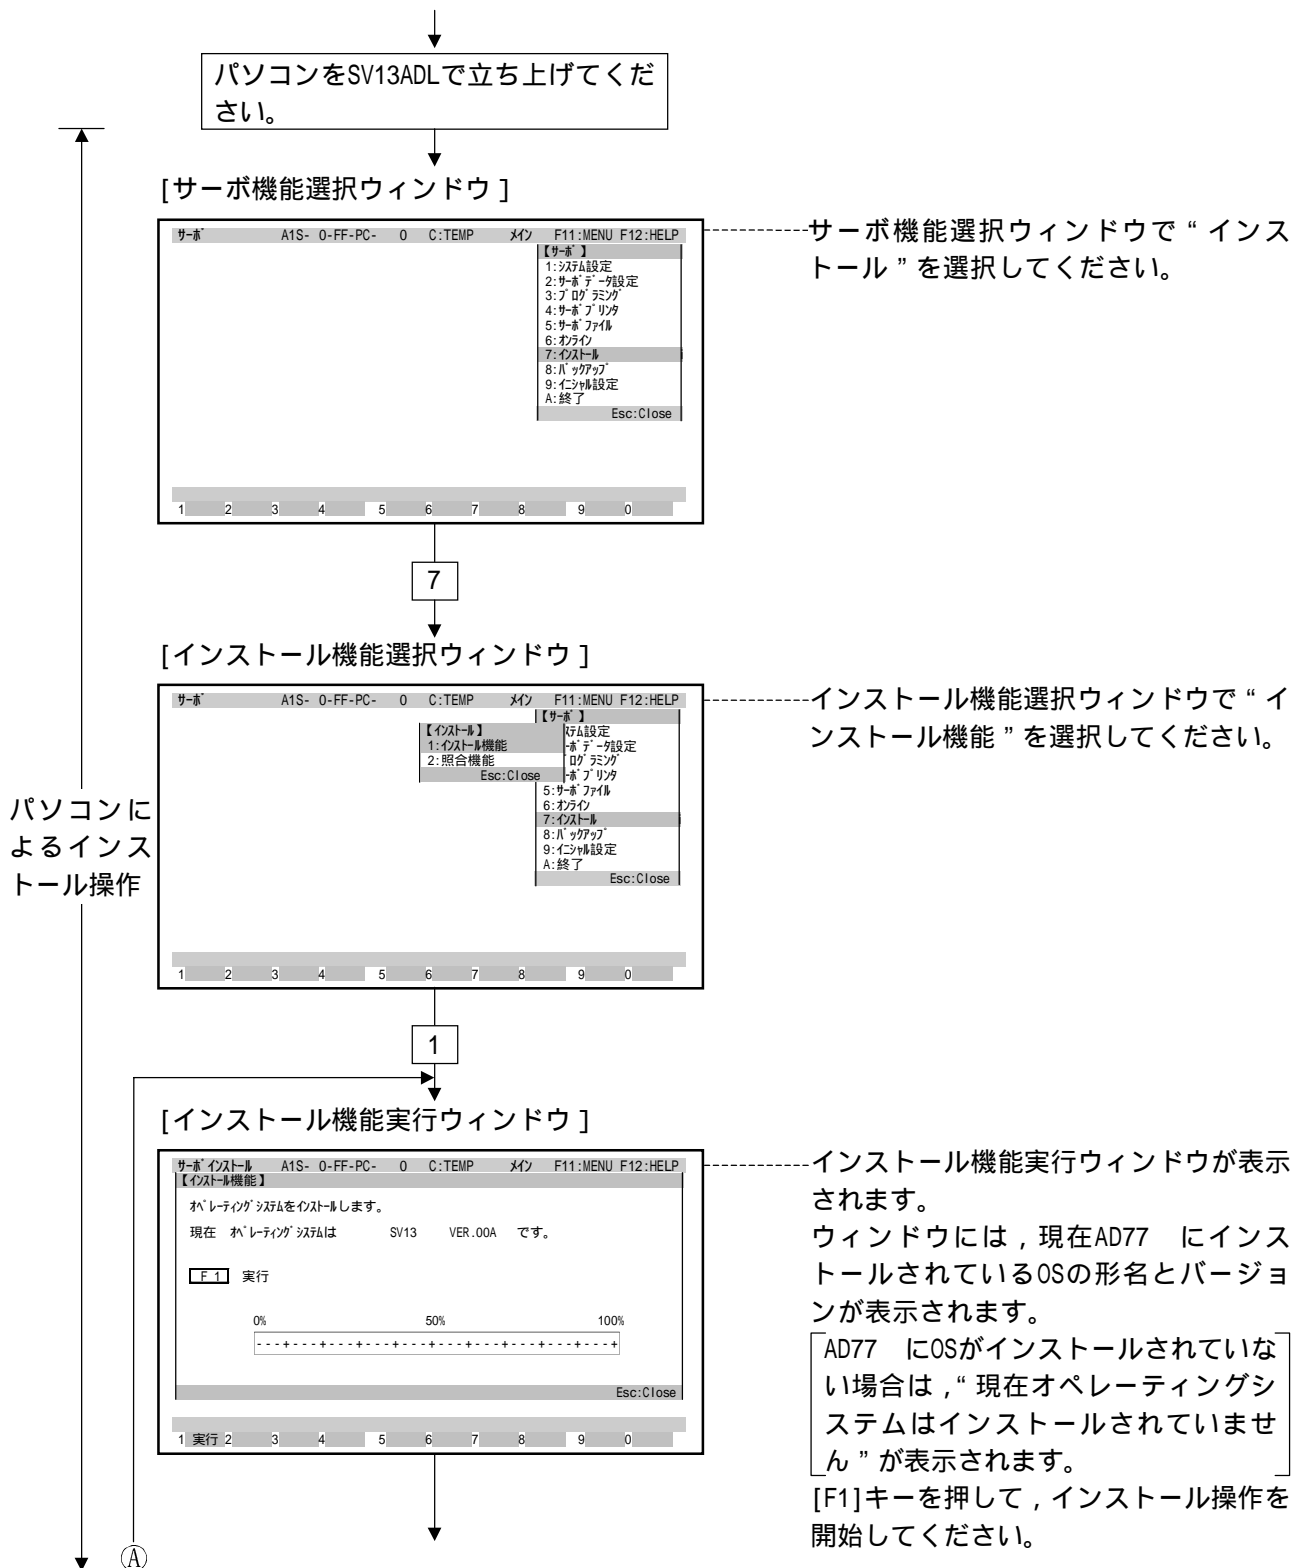 パソコンをSV13ADLで立ち上げてくだ
さい。
[サーボ機能選択ウィンドウ]
ｻｰﾎﾞ A1S- 0-FF-PC- 0 C:TEMP ﾒｲﾝ F11:MENU F12:HELP
【ｻｰﾎﾞ】
1:ｼｽﾃﾑ設定
2:ｻｰﾎﾞﾃﾞｰﾀ設定
3:ﾌﾟﾛｸﾞﾗﾐﾝｸﾞ
4:ｻｰﾎﾞﾌﾟﾘﾝﾀ
5:ｻｰﾎﾞﾌｧｲﾙ
6:ｵﾝﾗｲﾝ
7:ｲﾝｽﾄｰﾙ
8:ﾊﾞｯｸｱｯﾌﾟ
9:ｲﾆｼｬﾙ設定
A:終了
Esc:Close
1 2 3 4 5 6 7 8 9 0
サーボ機能選択ウィンドウで“インス
トール”を選択してください。
7
[インストール機能選択ウィンドウ]
ｻｰﾎﾞ A1S- 0-FF-PC- 0 C:TEMP ﾒｲﾝ F11:MENU F12:HELP
【ｲﾝｽﾄｰﾙ】
1:ｲﾝｽﾄｰﾙ機能
2:照合機能
Esc:Close
【ｻｰﾎﾞ】
ｽﾃﾑ設定
ｰﾎﾞﾃﾞｰﾀ設定
ﾛｸﾞﾗﾐﾝｸﾞ
ｰﾎﾞﾌﾟﾘﾝﾀ
5:ｻｰﾎﾞﾌｧｲﾙ
6:ｵﾝﾗｲﾝ
7:ｲﾝｽﾄｰﾙ
8:ﾊﾞｯｸｱｯﾌﾟ
9:ｲﾆｼｬﾙ設定
A:終了
Esc:Close
1 2 3 4 5 6 7 8 9 0
インストール機能選択ウィンドウで“イ
ンストール機能”を選択してください。
パソコンに
よるインス
トール操作
1
[インストール機能実行ウィンドウ]
ｻｰﾎﾞｲﾝｽﾄｰﾙ A1S- 0-FF-PC- 0 C:TEMP ﾒｲﾝ F11:MENU F12:HELP
【ｲﾝｽﾄｰﾙ機能】
ｵﾍﾟﾚｰﾃｨﾝｸﾞｼｽﾃﾑをｲﾝｽﾄｰﾙします。
現在 ｵﾍﾟﾚｰﾃｨﾝｸﾞｼｽﾃﾑは SV13 VER.00A です。
F 1 実行
0% 50% 100%
---+---+---+---+---+---+---+---+---+---+
Esc:Close
1 実行 2 3 4 5 6 7 8 9 0
インストール機能実行ウィンドウが表示
されます。
ウィンドウには，現在AD77 にインス
トールされているOSの形名とバージョ
ンが表示されます。
AD77 にOSがインストールされていな
い場合は，“現在オペレーティングシ
ステムはインストールされていませ
ん”が表示されます。
[F1]キーを押して，インストール操作を
開始してください。
Ⓐ